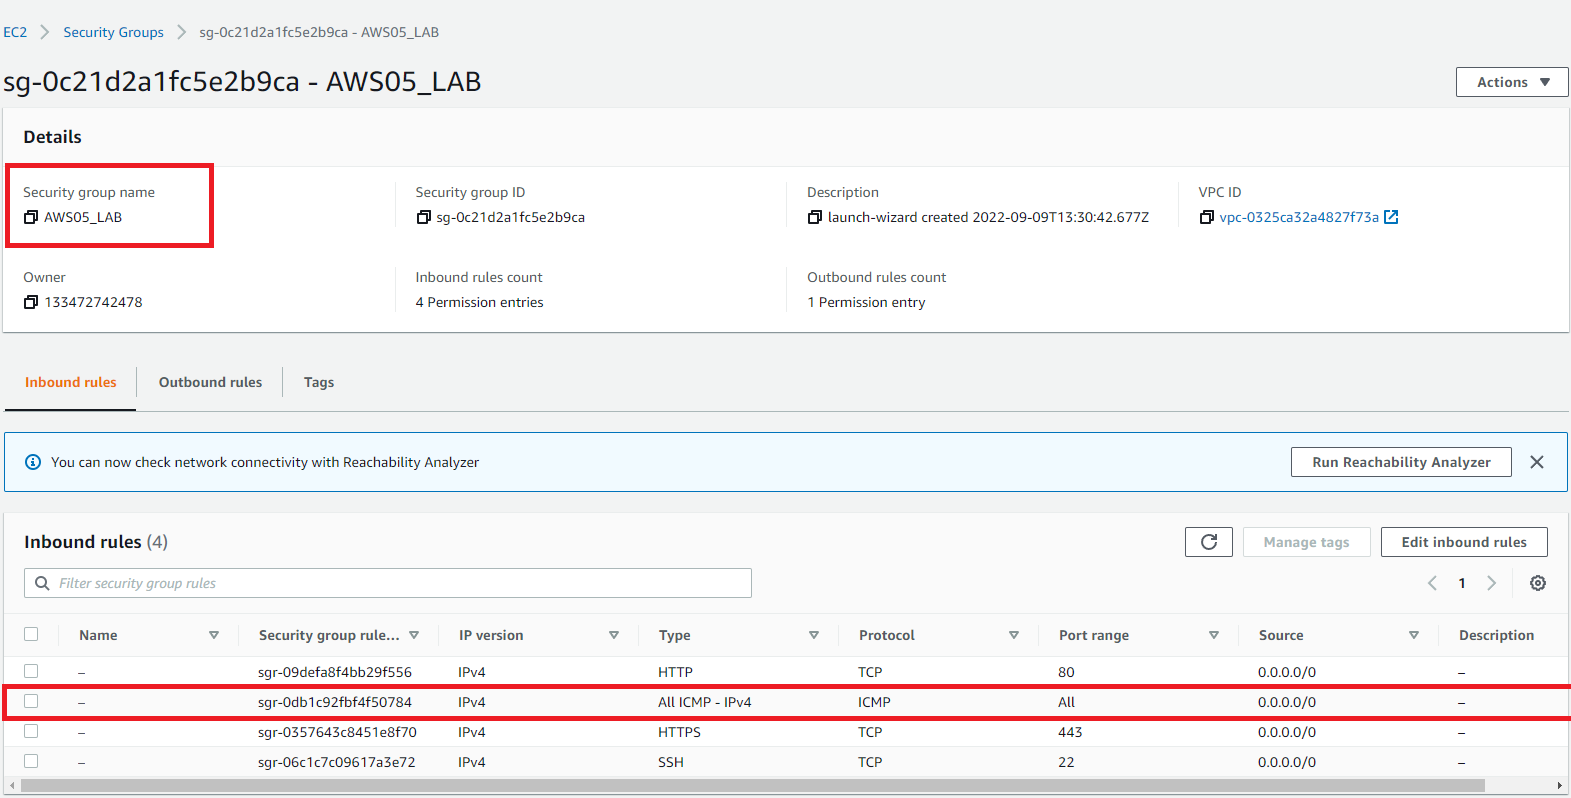 EC2 > Security Groups > sg-0c21d2a1fc5e2b9ca - AWS05_LAB
sg-0c21d2a1fc5e2b9ca - AWS05_LAB
Actions
Details
Security group name Security group ID Description VPC ID
AWS05_LAB sg-0c21d2a1fc5e2b9ca launch-wizard created 2022-09-09T13:30:42.677Z vpc-0325ca32a4827f73a
Owner Inbound rules count Outbound rules count
133472742478 4 Permission entries 1 Permission entry
Inbound rules Outbound rules Tags
You can now check network connectivity with Reachability Analyzer Run Reachability Analyzer
Inbound rules (4) Manage tags Edit inbound rules
Filter security group rules 1
Name Security group rule... IP version Type Protocol Port range Source Description
– sgr-09defa8f4bb29f556 IPv4 HTTP TCP 80 0.0.0.0/0 –
– sgr-0db1c92fbf4f50784 IPv4 All ICMP - IPv4 ICMP All 0.0.0.0/0 –
– sgr-0357643c8451e8f70 IPv4 HTTPS TCP 443 0.0.0.0/0 –
– sgr-06c1c7c09617a3e72 IPv4 SSH TCP 22 0.0.0.0/0 –